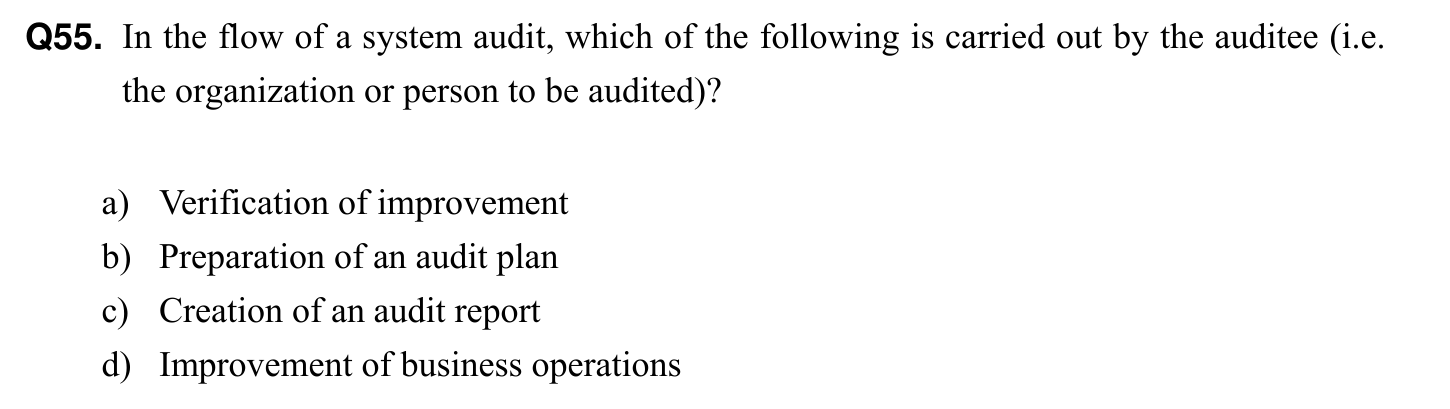 Q55. In the flow of a system audit, which of the following is carried out by the auditee (i.e.
the organization or person to be audited)?
a) Verification of improvement
b) Preparation of an audit plan
c) Creation of an audit report
d) Improvement of business operations